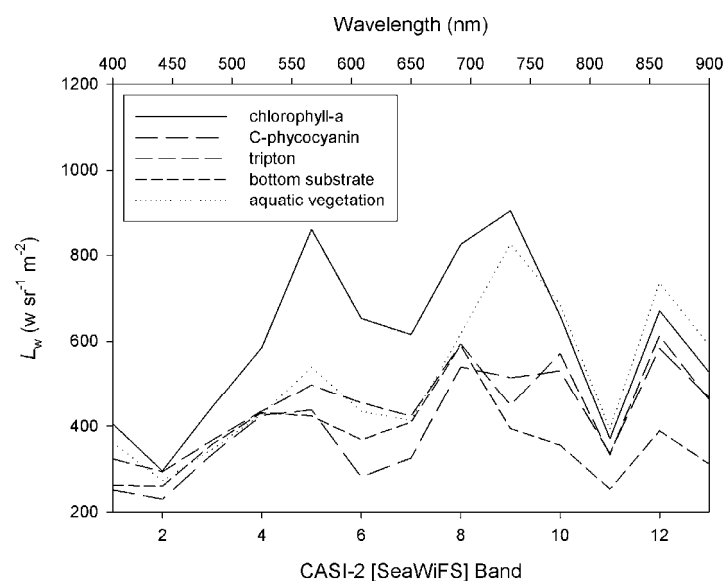 Wavelength (nm)
400 450 500 550 600 650 700 750 800 850 900
1200
1000
800
600
400
200
chlorophyll-a
C-phycocyanin
tripton
bottom substrate
aquatic vegetation
Lw (w sr-1 m-2)
2 4 6 8 10 12
CASI-2 [SeaWiFS] Band